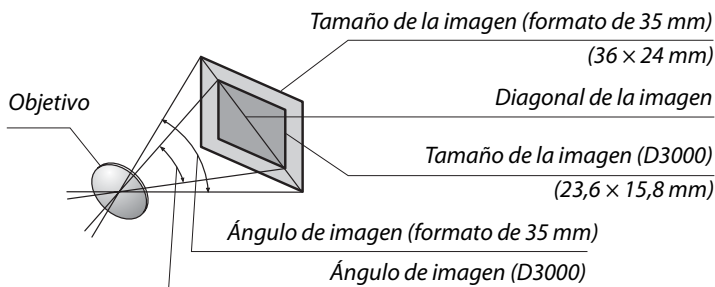 Tamaño de la imagen (formato de 35 mm)
(36 × 24 mm)
Objetivo
Diagonal de la imagen
Tamaño de la imagen (D3000)
(23,6 × 15,8 mm)
Ángulo de imagen (formato de 35 mm)
Ángulo de imagen (D3000)